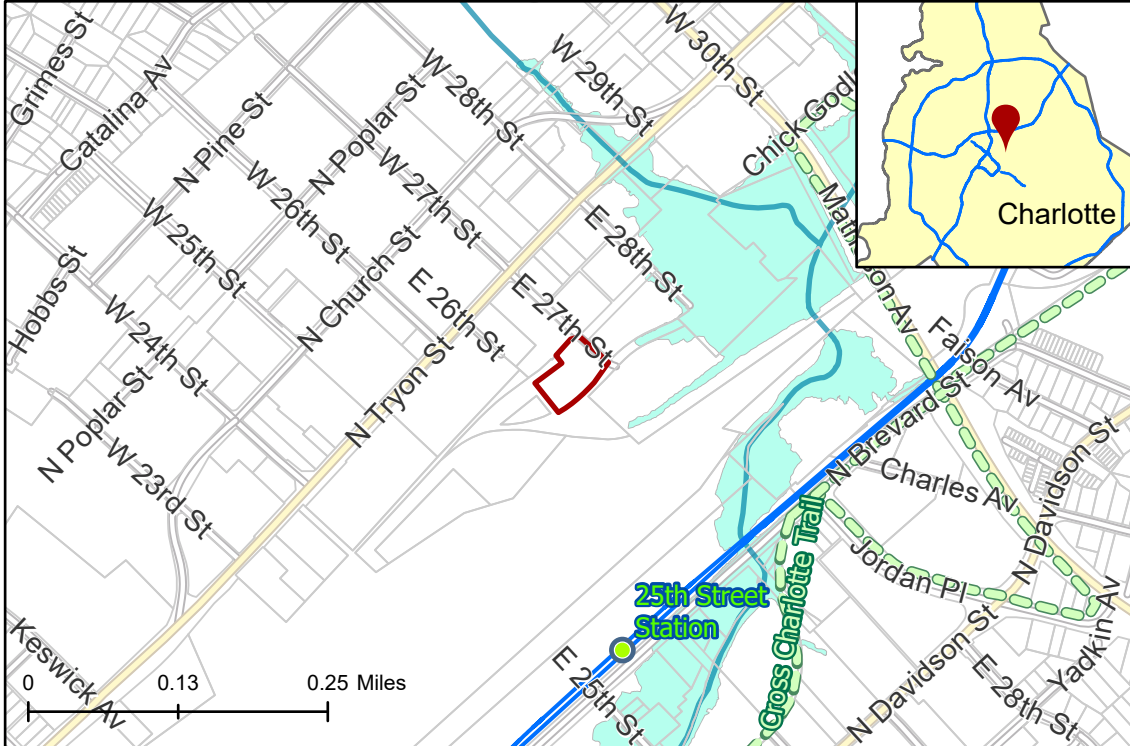 Grimes St
Catalina Av
N Pine St
N Poplar St
W 28th St
W 29th St
W 30th St
Chick Godl
W 27th St
W 26th St
W 25th St
N Church St
E 28th St
Math
son Av
Charlotte
Hobbs St
W 24th St
E 26th St
E 27th St
N Tryon St
N Poplar St
W 23rd St
Faison Av
N Brevard St
Charles Av
N Davidson St
Jordan Pl
Cross Charlotte Trail
25th Street
Station
E 25th St
Keswick Av
N Davidson St
E 28th St
Yadkin Av
0 0.13 0.25 Miles